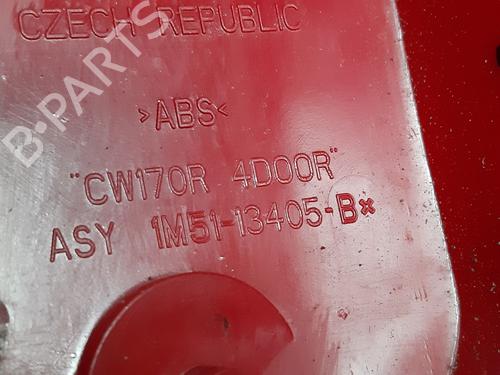 CZECH REPUBLIC
>ABS<
"CW170R 4DOOR"
ASY 1M51-13405-B*
B-PARTS